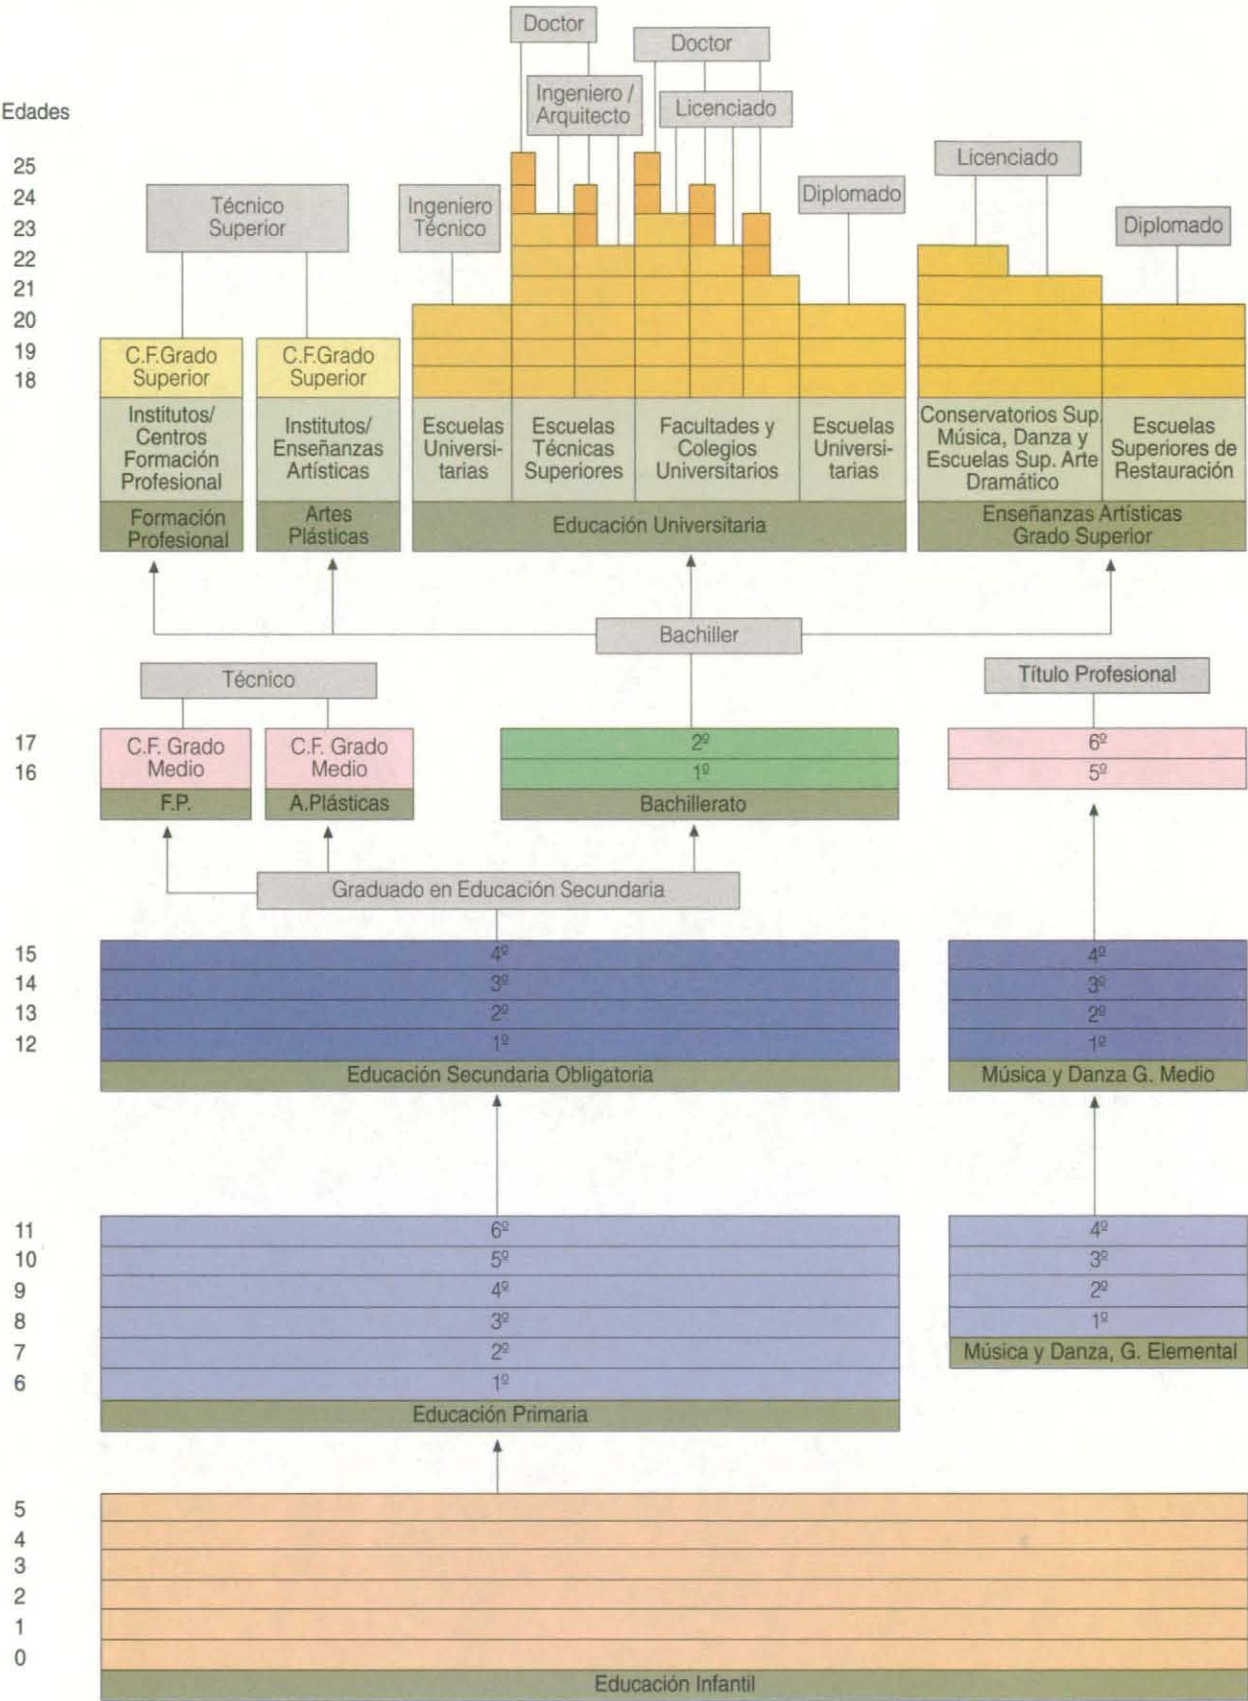 Doctor
Doctor
Ingeniero /
Arquitecto
Licenciado
Edades
25
24
23
22
21
20
19
18
Técnico
Superior
Ingeniero
Técnico
Diplomado
Licenciado
Diplomado
C.F.Grado
Superior
C.F.Grado
Superior
Institutos/
Centros
Formación
Profesional
Institutos/
Enseñanzas
Artísticas
Escuelas
Universi-
tarias
Escuelas
Técnicas
Superiores
Facultades y
Colegios
Universitarios
Escuelas
Universi-
tarias
Conservatorios Sup.
Música, Danza y
Escuelas Sup. Arte
Dramático
Escuelas
Superiores de
Restauración
Formación
Profesional
Artes
Plásticas
Educación Universitaria
Enseñanzas Artísticas
Grado Superior
Bachiller
Técnico
Título Profesional
17
16
C.F. Grado
Medio
C.F. Grado
Medio
2º
1º
6º
5º
F.P.
A.Plásticas
Bachillerato
Graduado en Educación Secundaria
15
14
13
12
4º
3º
2º
1º
4º
3º
2º
1º
Educación Secundaria Obligatoria
Música y Danza G. Medio
11
10
9
8
7
6
6º
5º
4º
3º
2º
1º
4º
3º
2º
1º
Música y Danza, G. Elemental
Educación Primaria
5
4
3
2
1
0
Educación Infantil